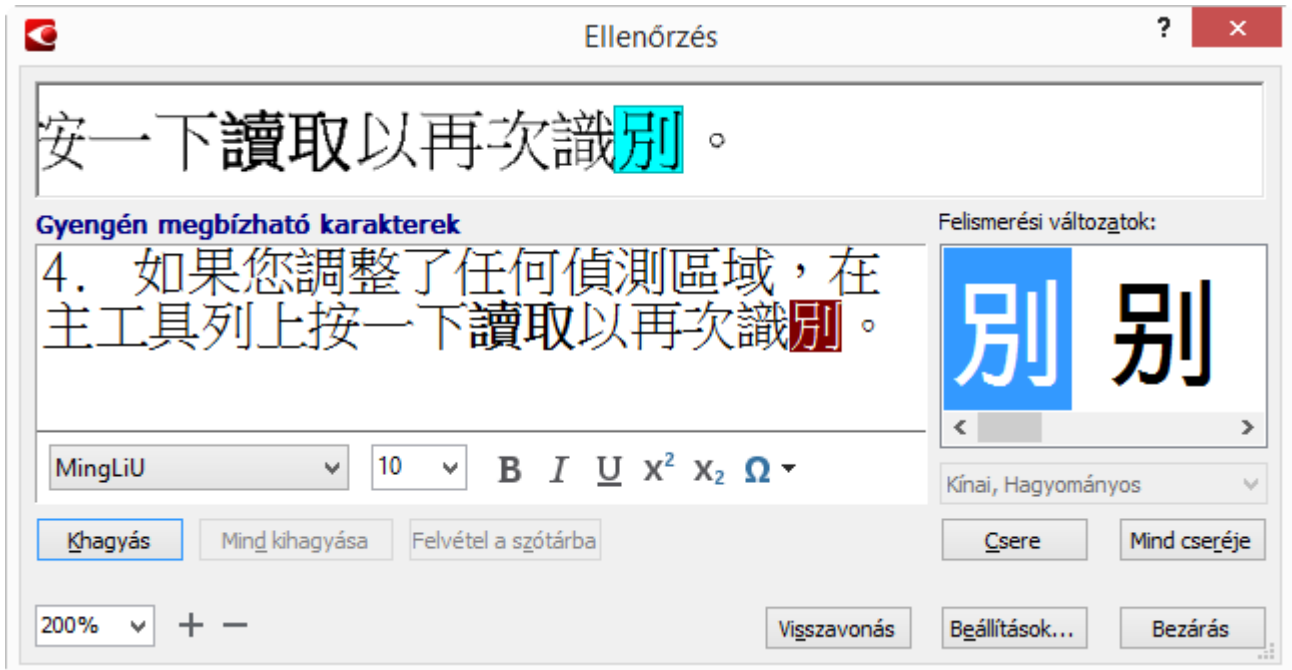 Ellenőrzés
?
按一下讀取以再次識別。
Gyengén megbízható karakterek
Felismerési változatok:
4. 如果您調整了任何偵測區域，在
主工具列上按一下讀取以再次識別。
別 别
MingLiU 10 B I U X² X₂ Ω
Kínai, Hagyományos
Khagyás Mind kihagyása Felvétel a szótárba Csere Mind cseréje
200% + − Visszavonás Beállítások... Bezárás